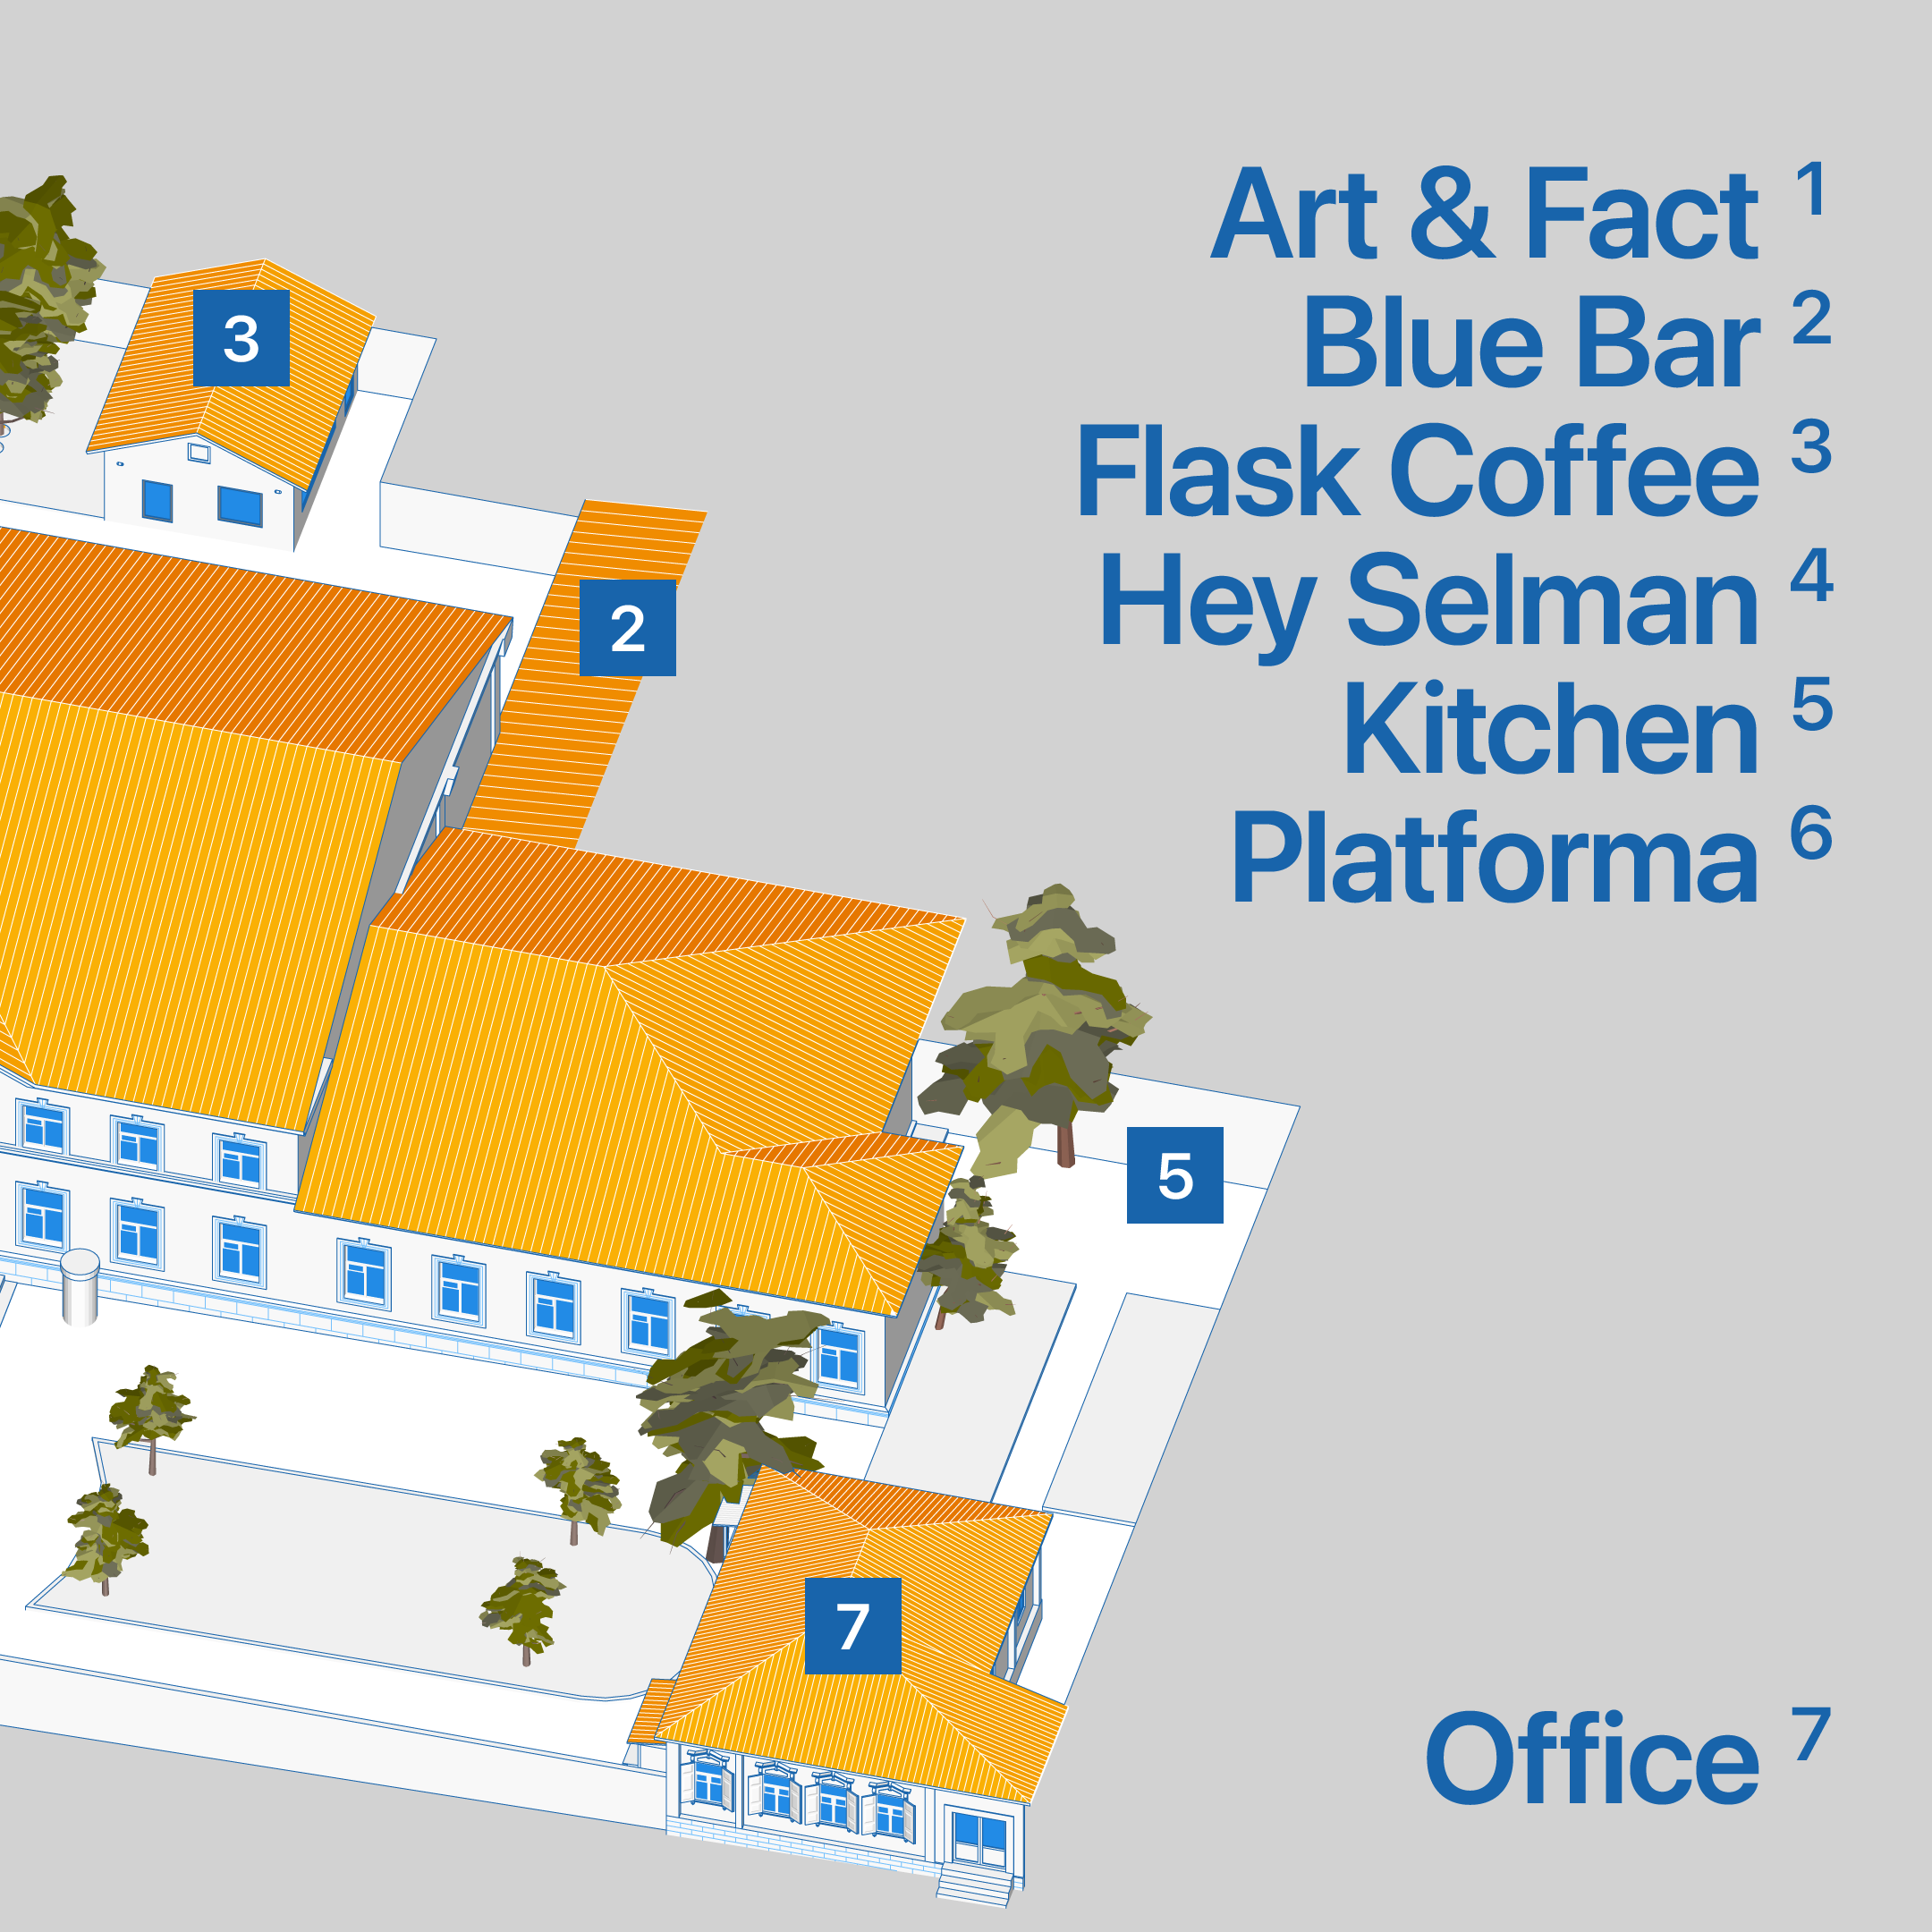 Art & Fact 1
Blue Bar 2
Flask Coffee 3
Hey Selman 4
Kitchen 5
Platforma 6
3
2
5
7
Office 7